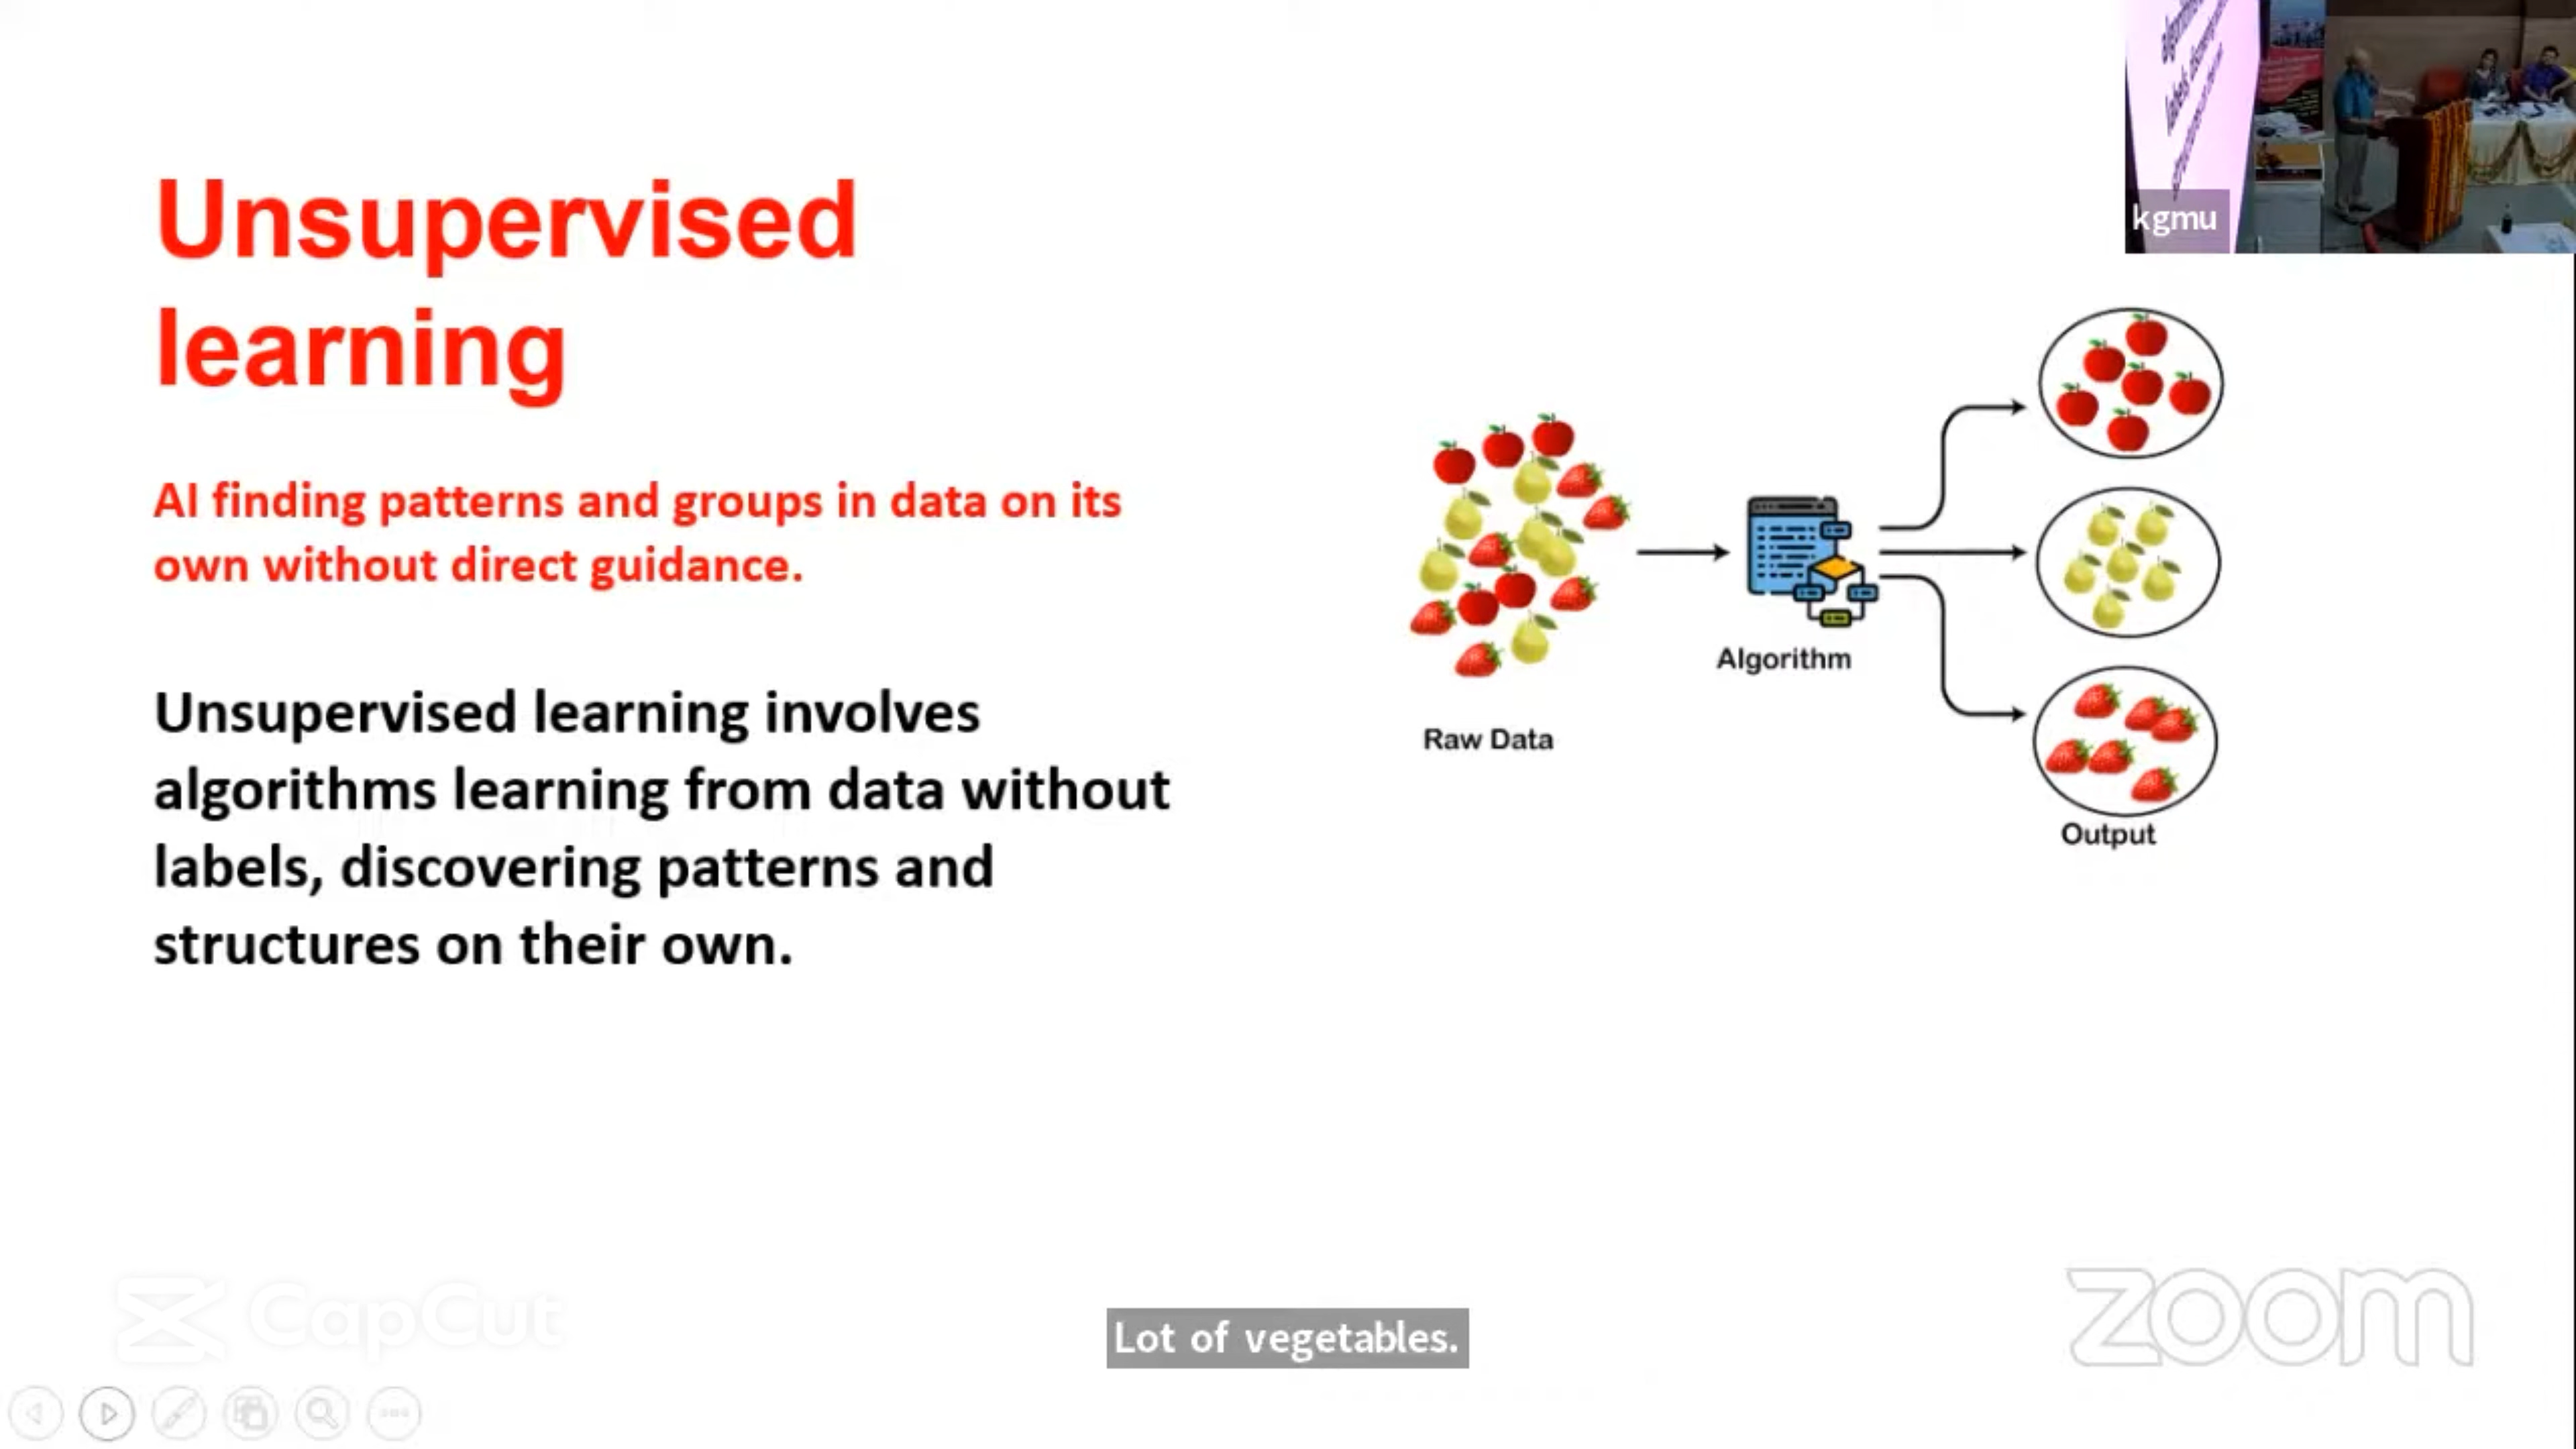 Unsupervised
learning
AI finding patterns and groups in data on its
own without direct guidance.
Unsupervised learning involves
algorithms learning from data without
labels, discovering patterns and
structures on their own.
Raw Data
Algorithm
Output
kgmu
labels
CapCut
Lot of vegetables.
zoom